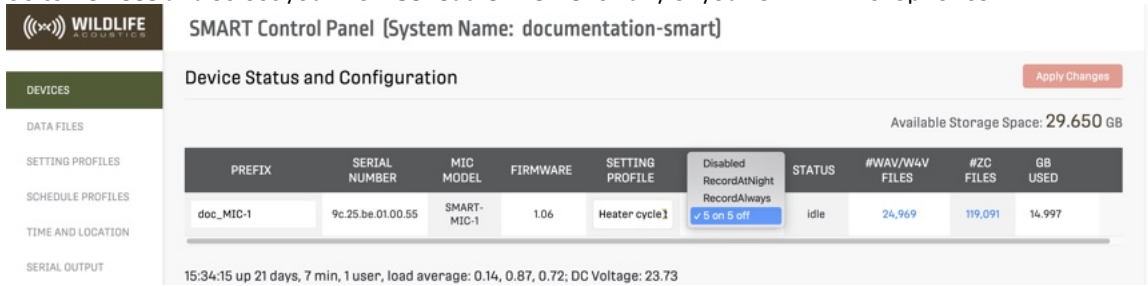 WILDLIFE
ACOUSTICS
SMART Control Panel (System Name: documentation-smart)
DEVICES
DATA FILES
SETTING PROFILES
SCHEDULE PROFILES
TIME AND LOCATION
SERIAL OUTPUT
Device Status and Configuration
Apply Changes
Available Storage Space: 29.650 GB
PREFIX SERIAL NUMBER MIC MODEL FIRMWARE SETTING PROFILE STATUS #WAV/W4V FILES #ZC FILES GB USED
Disabled
RecordAtNight
RecordAlways
✓ 5 on 5 off
doc_MIC-1 9c.25.be.01.00.55 SMART-MIC-1 1.06 Heater cycle idle 24,969 119,091 14.997
15:34:15 up 21 days, 7 min, 1 user, load average: 0.14, 0.87, 0.72; DC Voltage: 23.73